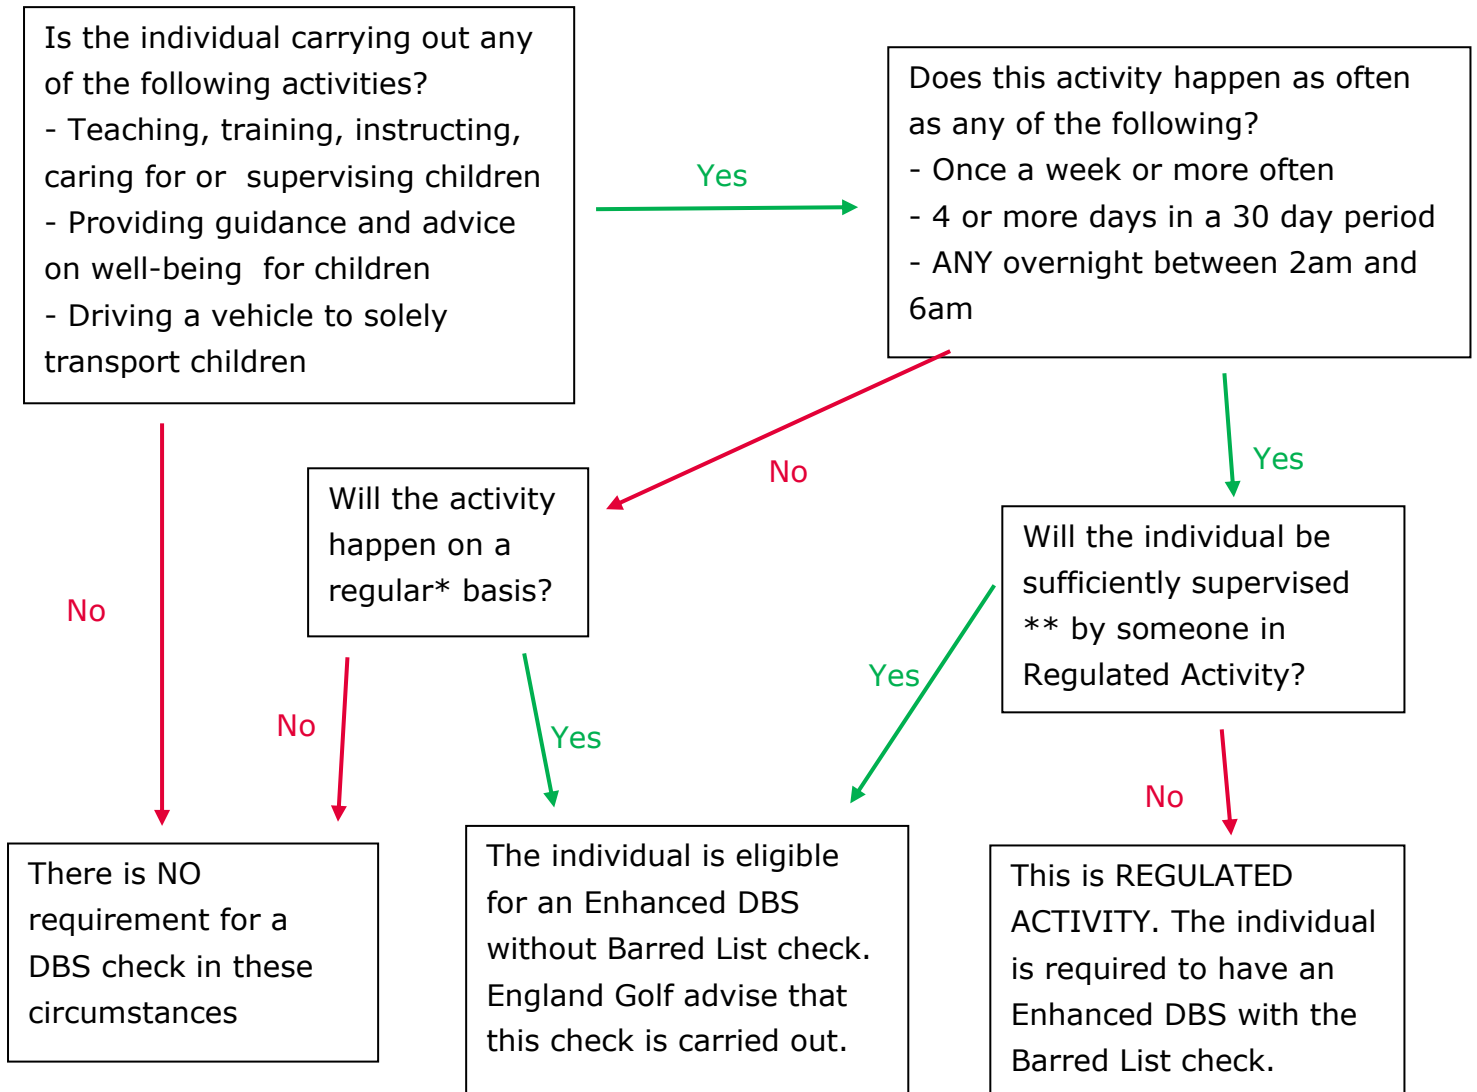 Is the individual carrying out any
of the following activities?
- Teaching, training, instructing,
caring for or  supervising children
- Providing guidance and advice
on well-being  for children
- Driving a vehicle to solely
transport children
Yes
Does this activity happen as often
as any of the following?
- Once a week or more often
- 4 or more days in a 30 day period
- ANY overnight between 2am and
6am
No
Yes
Will the activity
happen on a
regular* basis?
Will the individual be
sufficiently supervised
** by someone in
Regulated Activity?
No
No
Yes
Yes
No
There is NO
requirement for a
DBS check in these
circumstances
The individual is eligible
for an Enhanced DBS
without Barred List check.
England Golf advise that
this check is carried out.
This is REGULATED
ACTIVITY. The individual
is required to have an
Enhanced DBS with the
Barred List check.